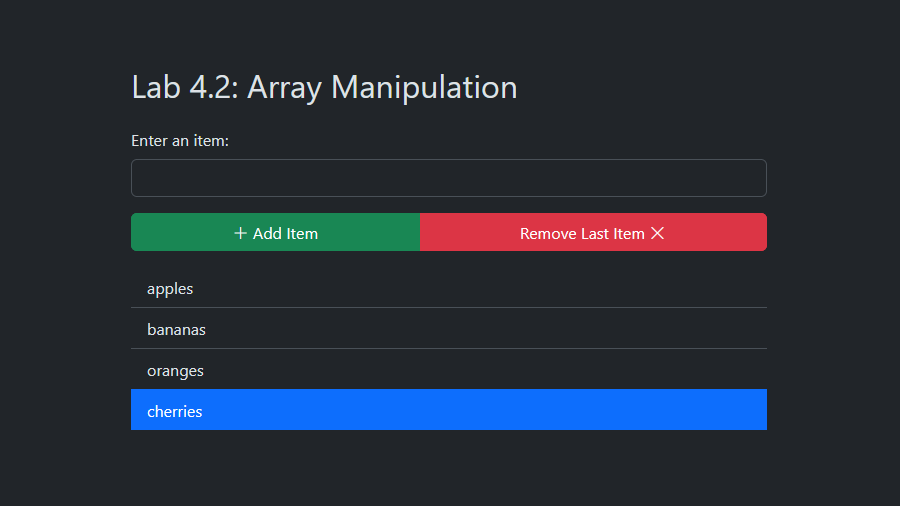 Lab 4.2: Array Manipulation
Enter an item:
Add Item
Remove Last Item
apples
bananas
oranges
cherries